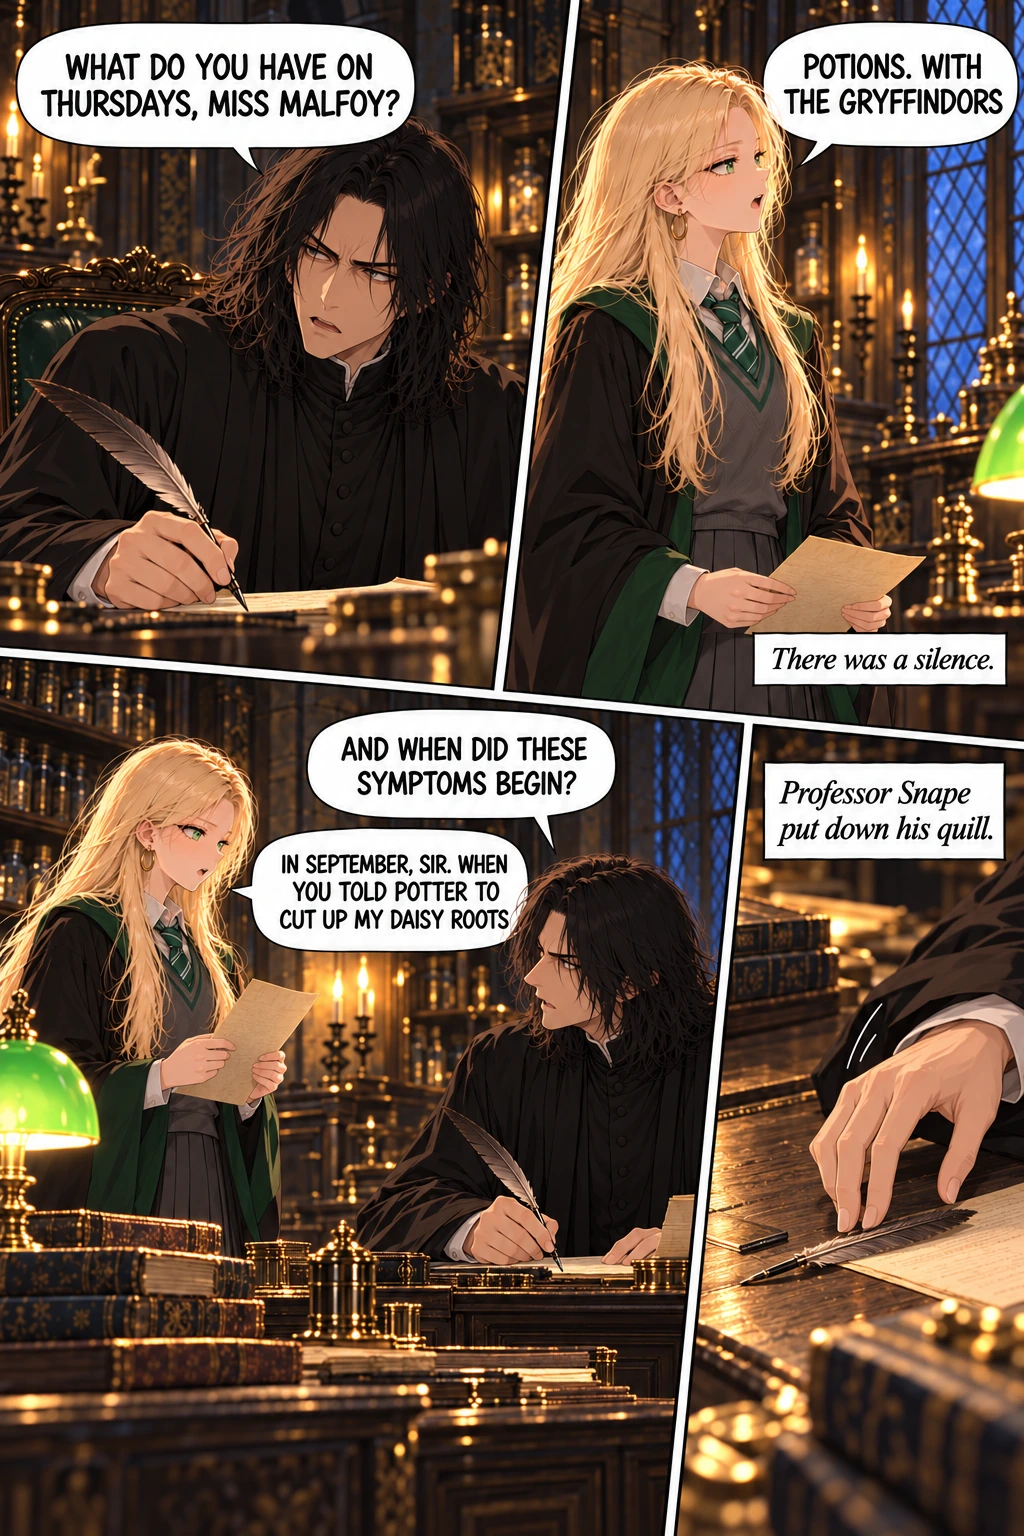 WHAT DO YOU HAVE ON
THURSDAYS, MISS MALFOY?
POTIONS. WITH
THE GRYFFINDORS
There was a silence.
AND WHEN DID THESE
SYMPTOMS BEGIN?
IN SEPTEMBER, SIR. WHEN
YOU TOLD POTTER TO
CUT UP MY DAISY ROOTS
Professor Snape
put down his quill.